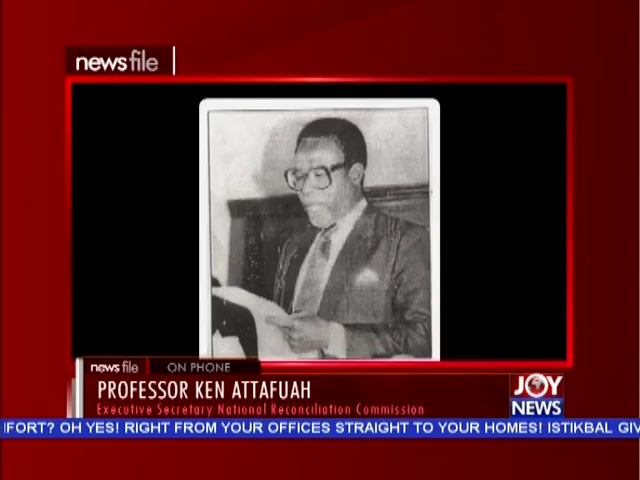 newsfile
newsfile ON PHONE
PROFESSOR KEN ATTAFUAH
Executive Secretary National Reconciliation Commission
JOY
NEWS
IFORT? OH YES! RIGHT FROM YOUR OFFICES STRAIGHT TO YOUR HOMES! ISTIKBAL GIV